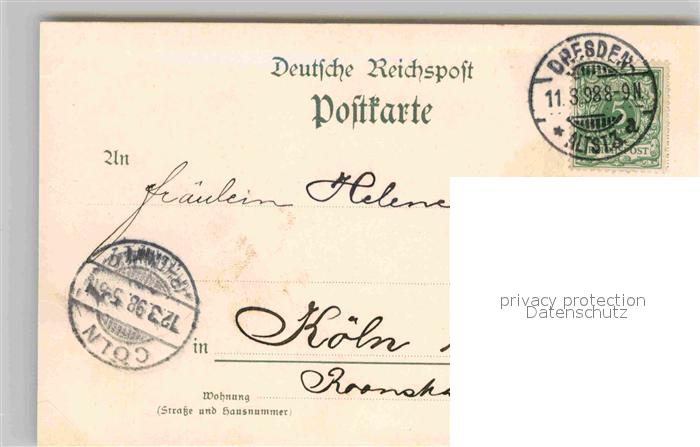 Deutsche Reichspost
Postkarte
DRESDEN
11.3.98.8-9N.
* ALTST.3. a
5
POST
An
Fräulein Helene
privacy protection
Datenschutz
12.3.98. 5-6N
CÖLN
in Köln
Wohnung
(Straße und Hausnummer)